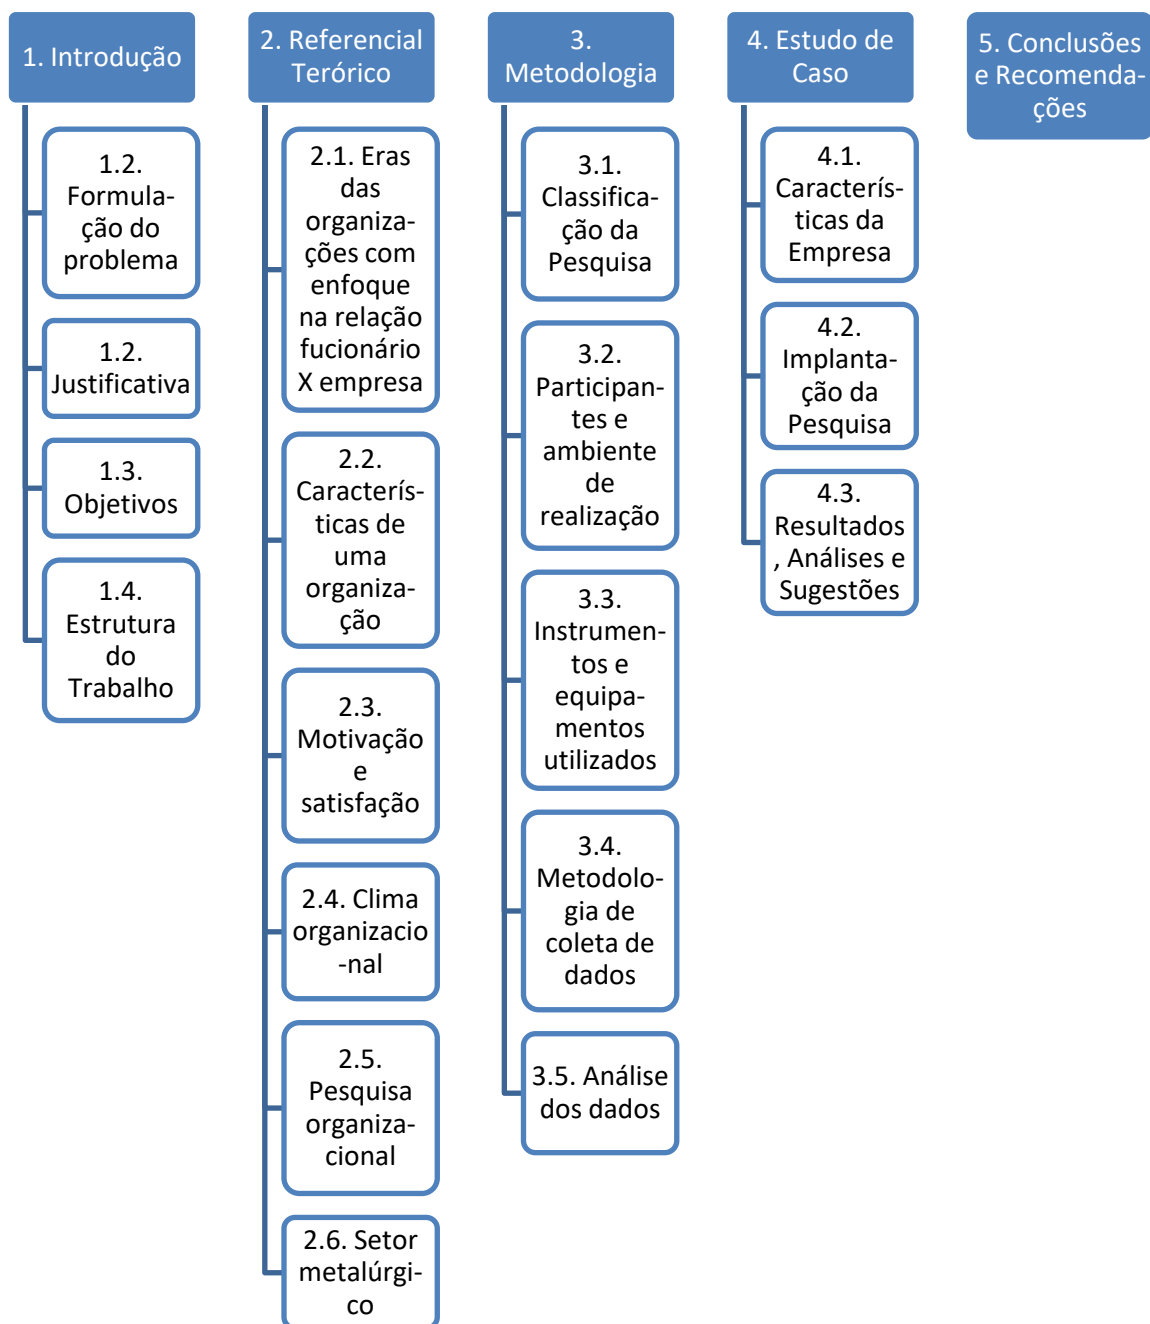 1. Introdução
1.2.
Formula-
ção do
problema
1.2.
Justificativa
1.3.
Objetivos
1.4.
Estrutura
do
Trabalho
2. Referencial
Terórico
2.1. Eras
das
organiza-
ções com
enfoque
na relação
fucionário
X empresa
2.2.
Caracterís-
ticas de
uma
organiza-
ção
2.3.
Motivação
e
satisfação
2.4. Clima
organizacio
-nal
2.5.
Pesquisa
organiza-
cional
2.6. Setor
metalúrgi-
co
3.
Metodologia
3.1.
Classifica-
ção da
Pesquisa
3.2.
Participan-
tes e
ambiente
de
realização
3.3.
Instrumen-
tos e
equipa-
mentos
utilizados
3.4.
Metodolo-
gia de
coleta de
dados
3.5. Análise
dos dados
4. Estudo de
Caso
4.1.
Caracterís-
ticas da
Empresa
4.2.
Implanta-
ção da
Pesquisa
4.3.
Resultados
, Análises e
Sugestões
5. Conclusões
e Recomenda-
ções